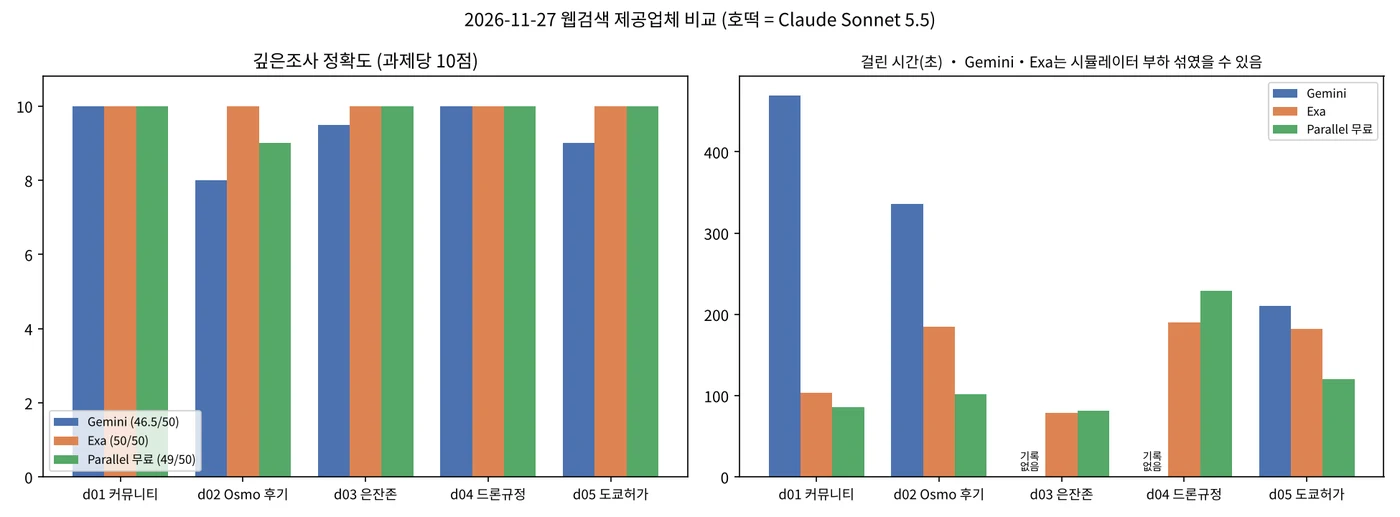 2026-11-27 웹검색 제공업체 비교 (호떡 = Claude Sonnet 5.5)
깊은조사 정확도 (과제당 10점)
10
8
6
4
2
0
Gemini (46.5/50)
Exa (50/50)
Parallel 무료 (49/50)
d01 커뮤니티
d02 Osmo 후기
d03 은잔존
d04 드론규정
d05 도쿄허가
걸린 시간(초) · Gemini·Exa는 시뮬레이터 부하 섞였을 수 있음
Gemini
Exa
Parallel 무료
400
300
200
100
0
기록
없음
기록
없음
d01 커뮤니티
d02 Osmo 후기
d03 은잔존
d04 드론규정
d05 도쿄허가